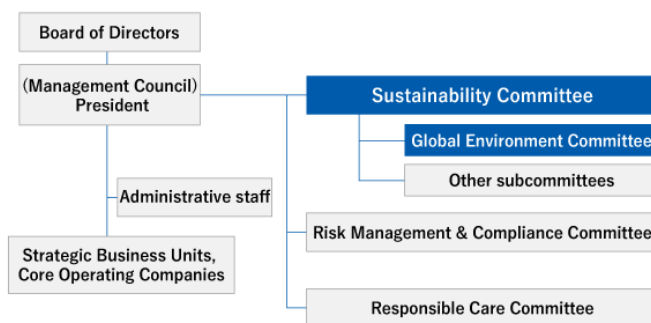 Board of Directors
(Management Council)
President
Sustainability Committee
Global Environment Committee
Other subcommittees
Administrative staff
Risk Management & Compliance Committee
Strategic Business Units,
Core Operating Companies
Responsible Care Committee